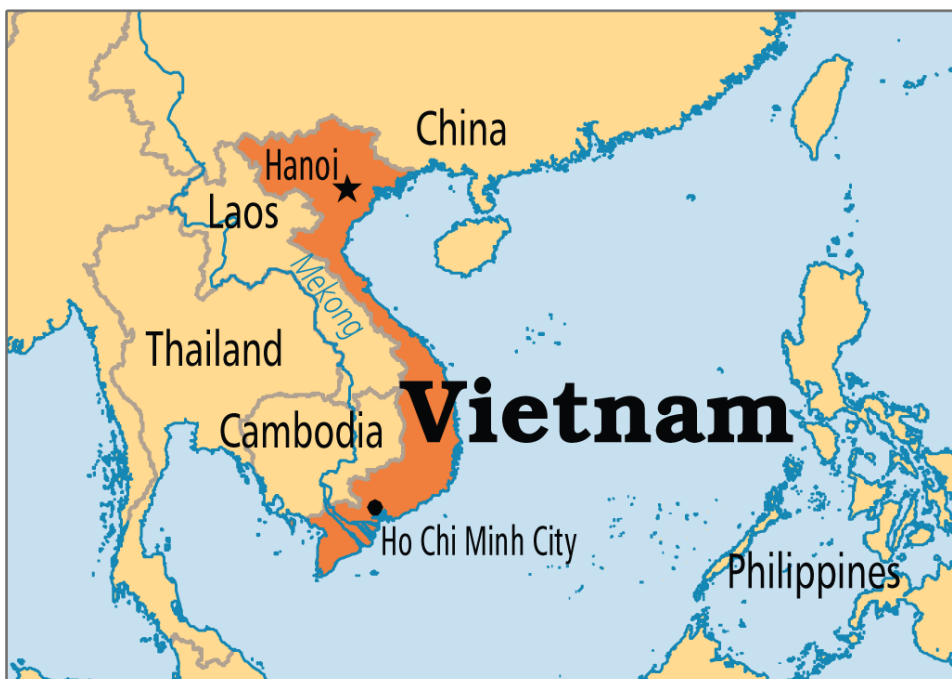 China
Hanoi
Laos
Mekong
Thailand
Vietnam
Cambodia
Ho Chi Minh City
Philippines